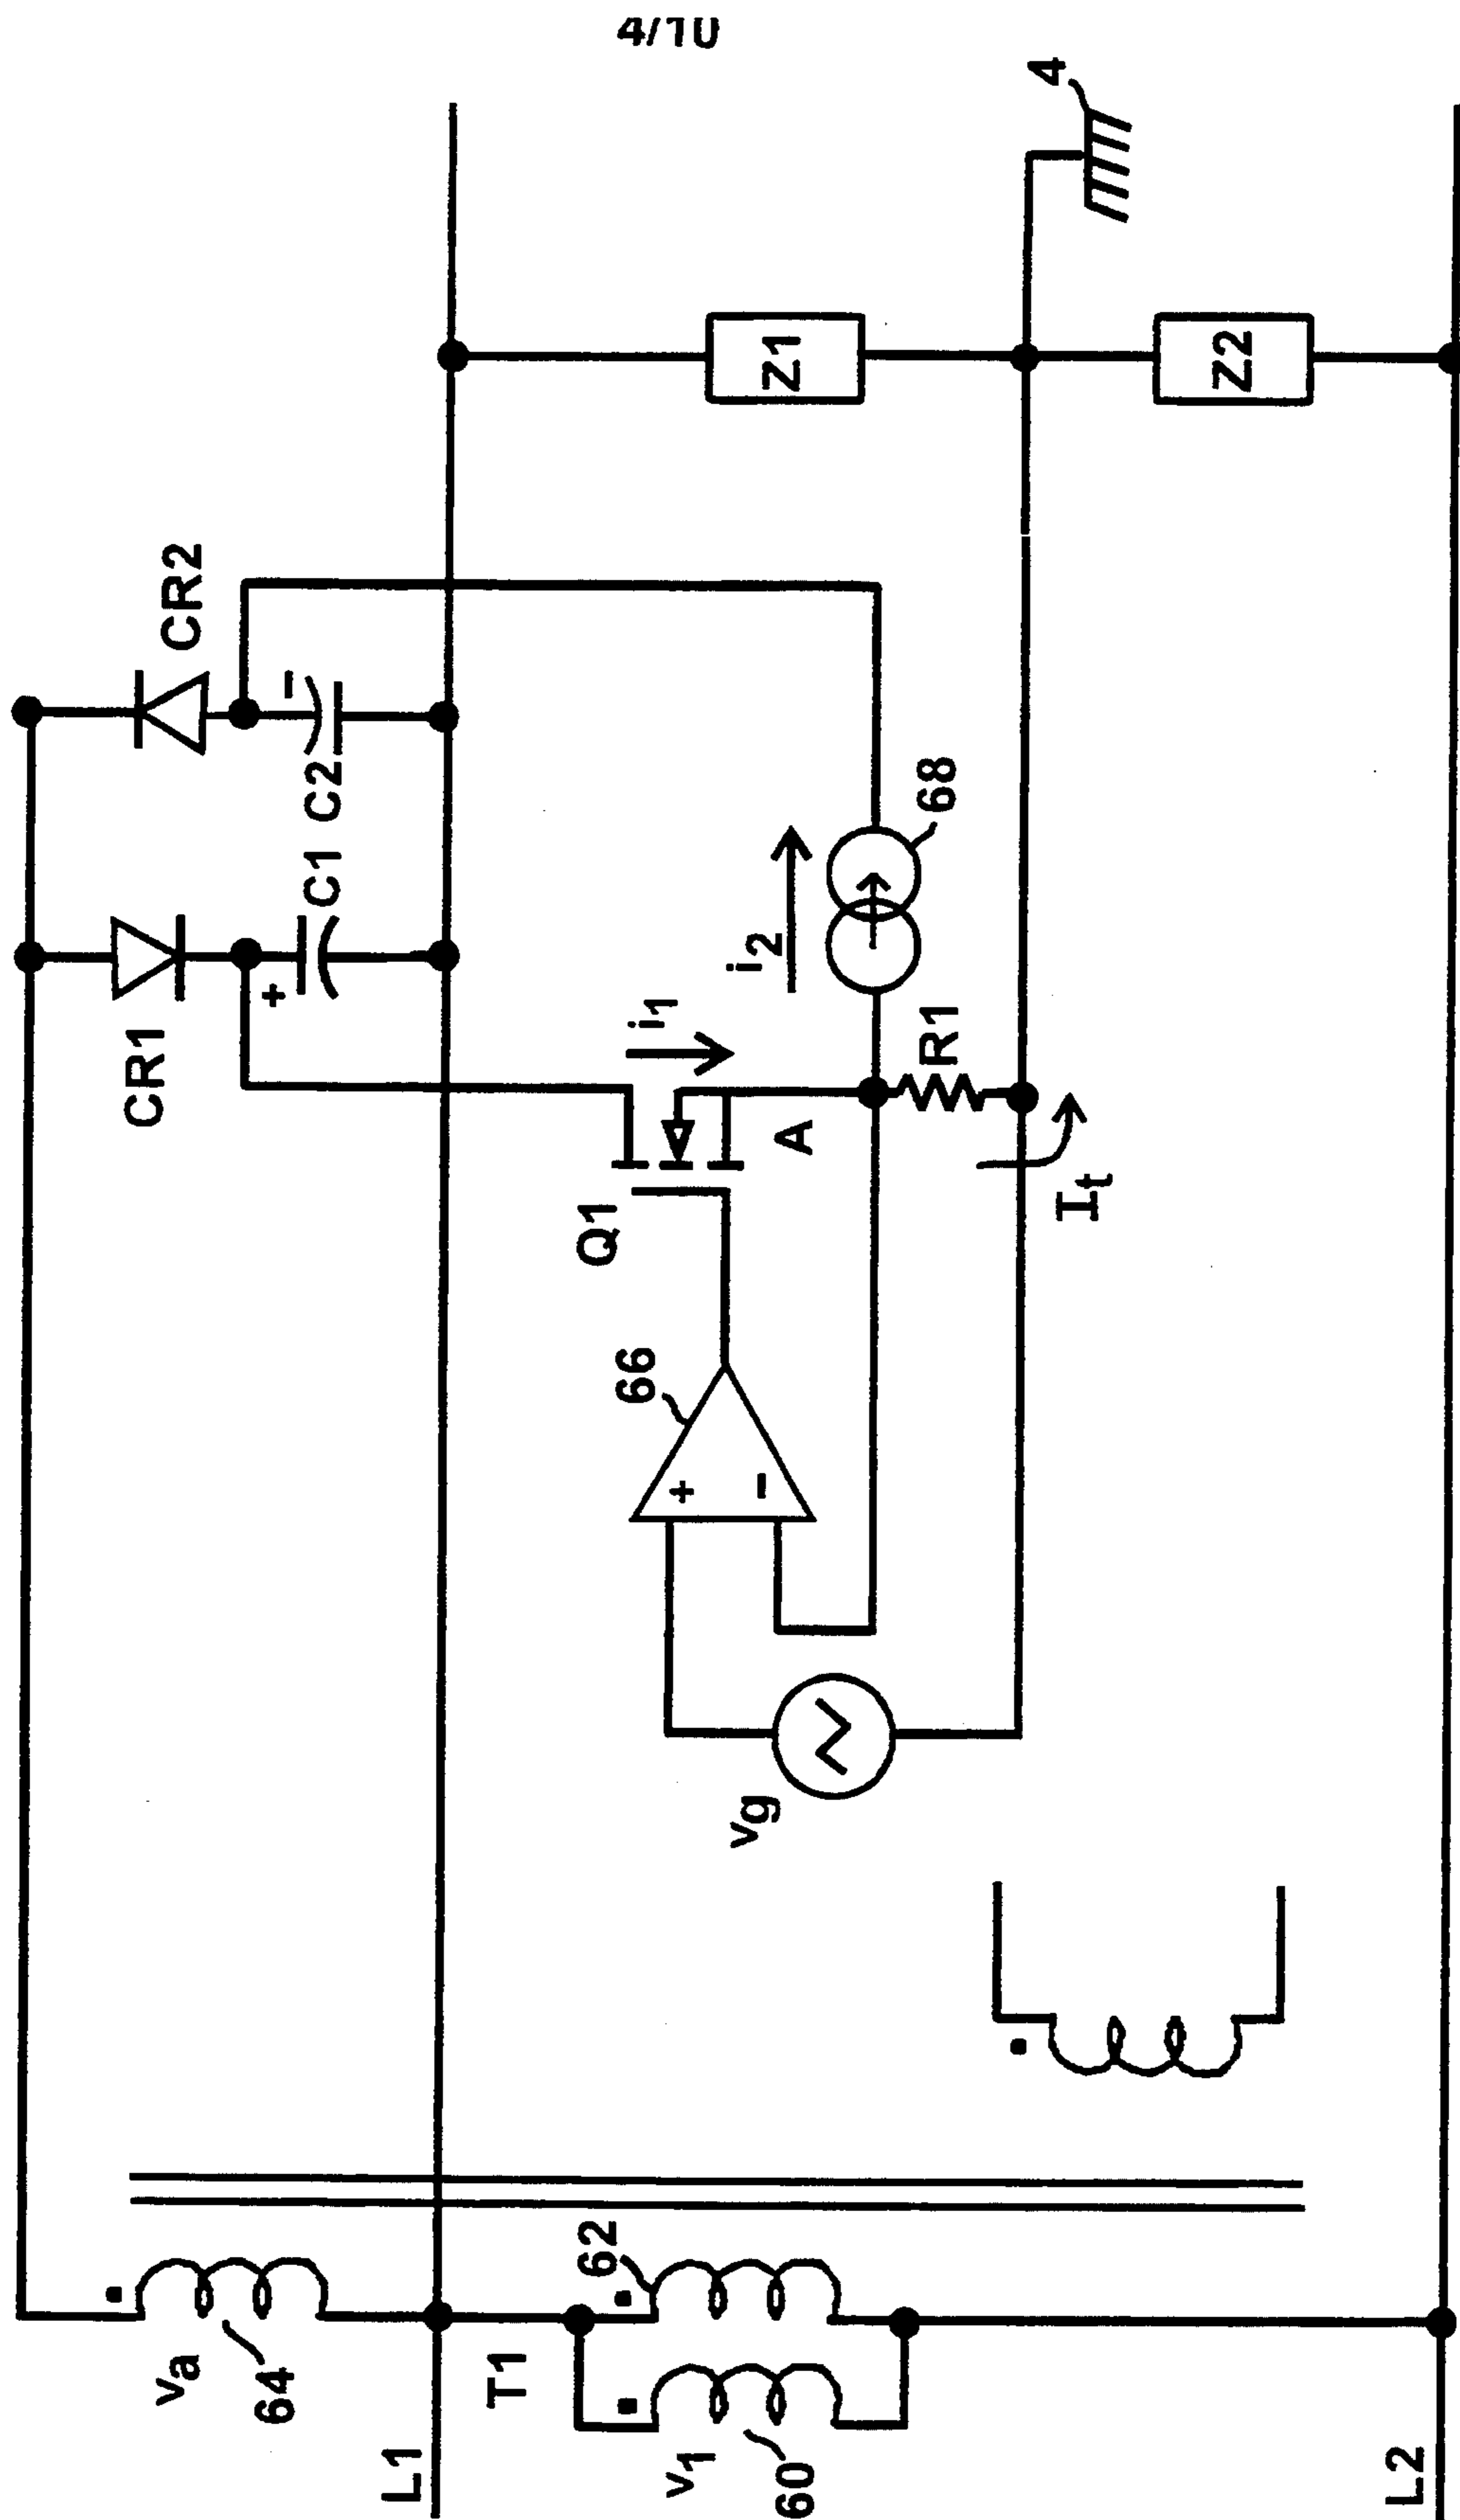 4/10
CR1
CR2
+
C1
C2
−
va
64
L1
T1
62
v1
60
L2
vg
66
+
-
Q1
i1
A
i2
68
R1
It
Z1
Z2
4